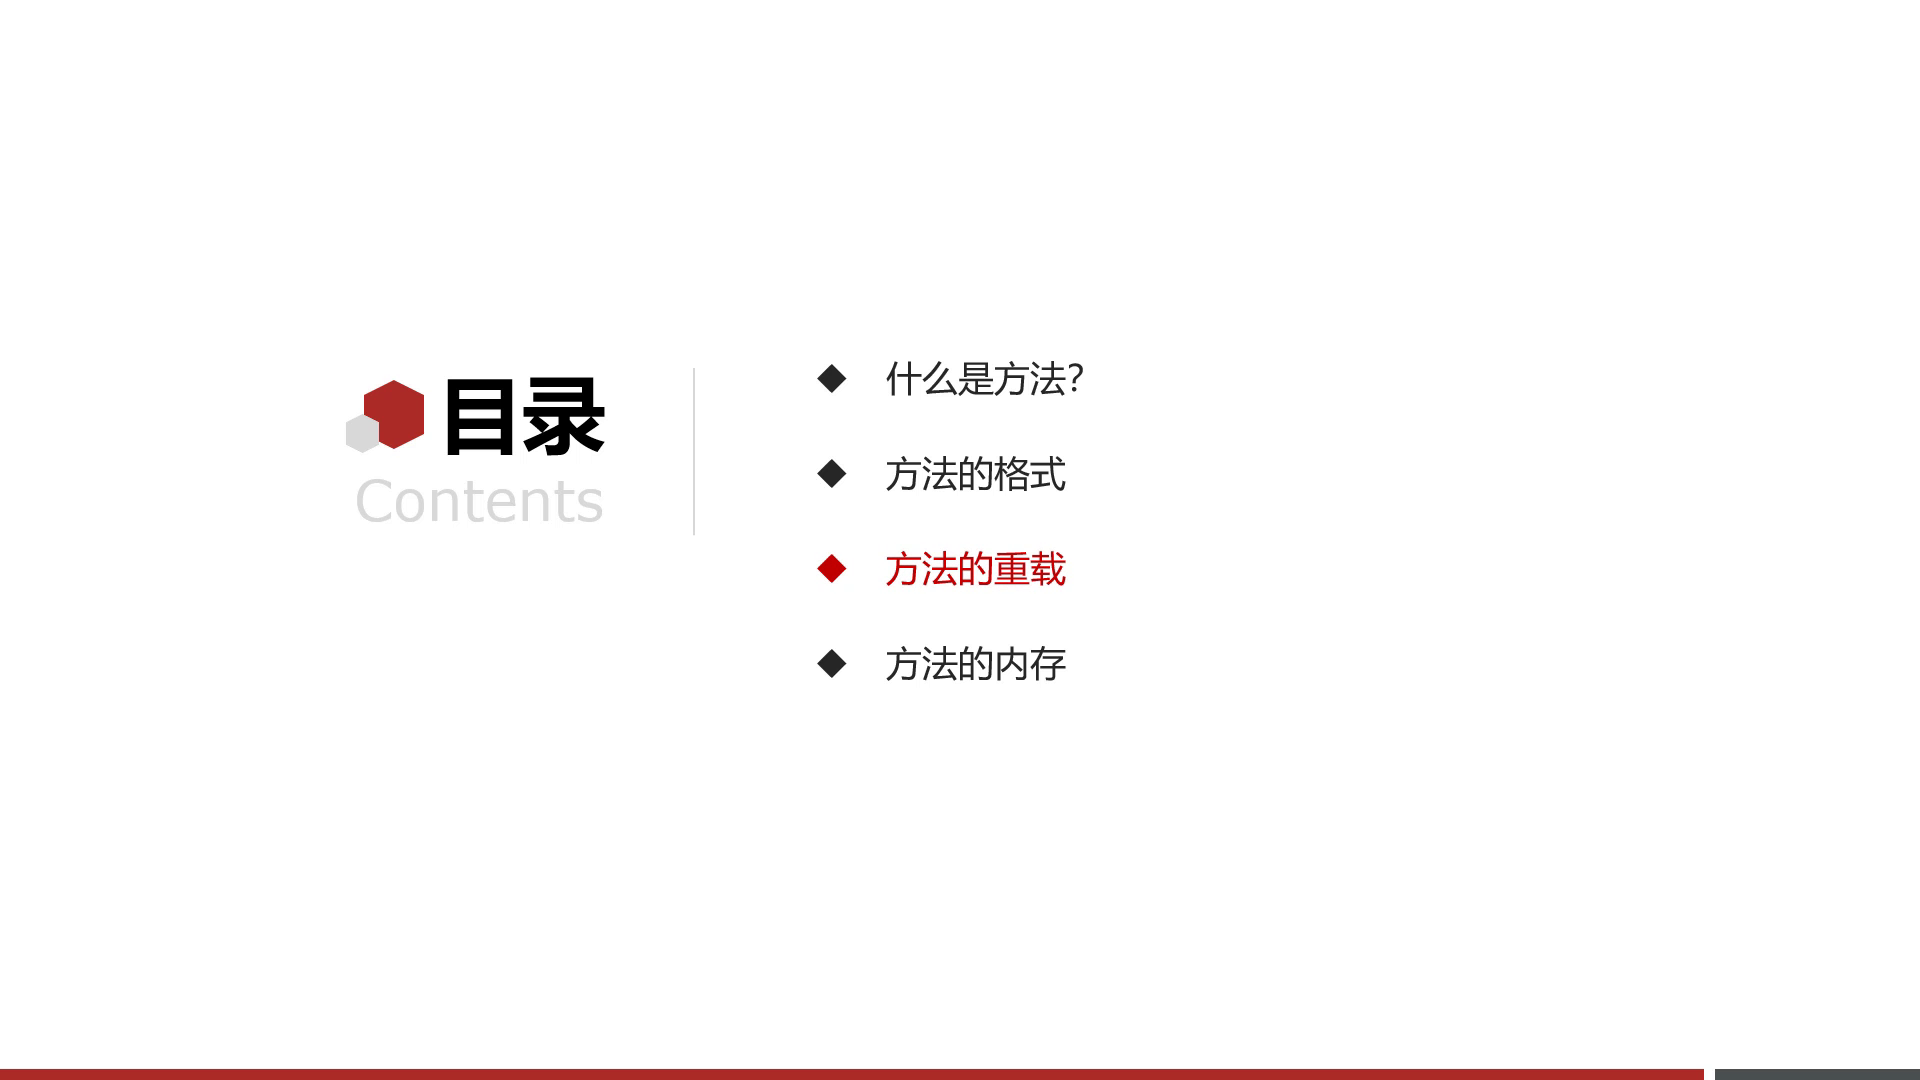 目录
Contents
什么是方法?
方法的格式
方法的重载
方法的内存